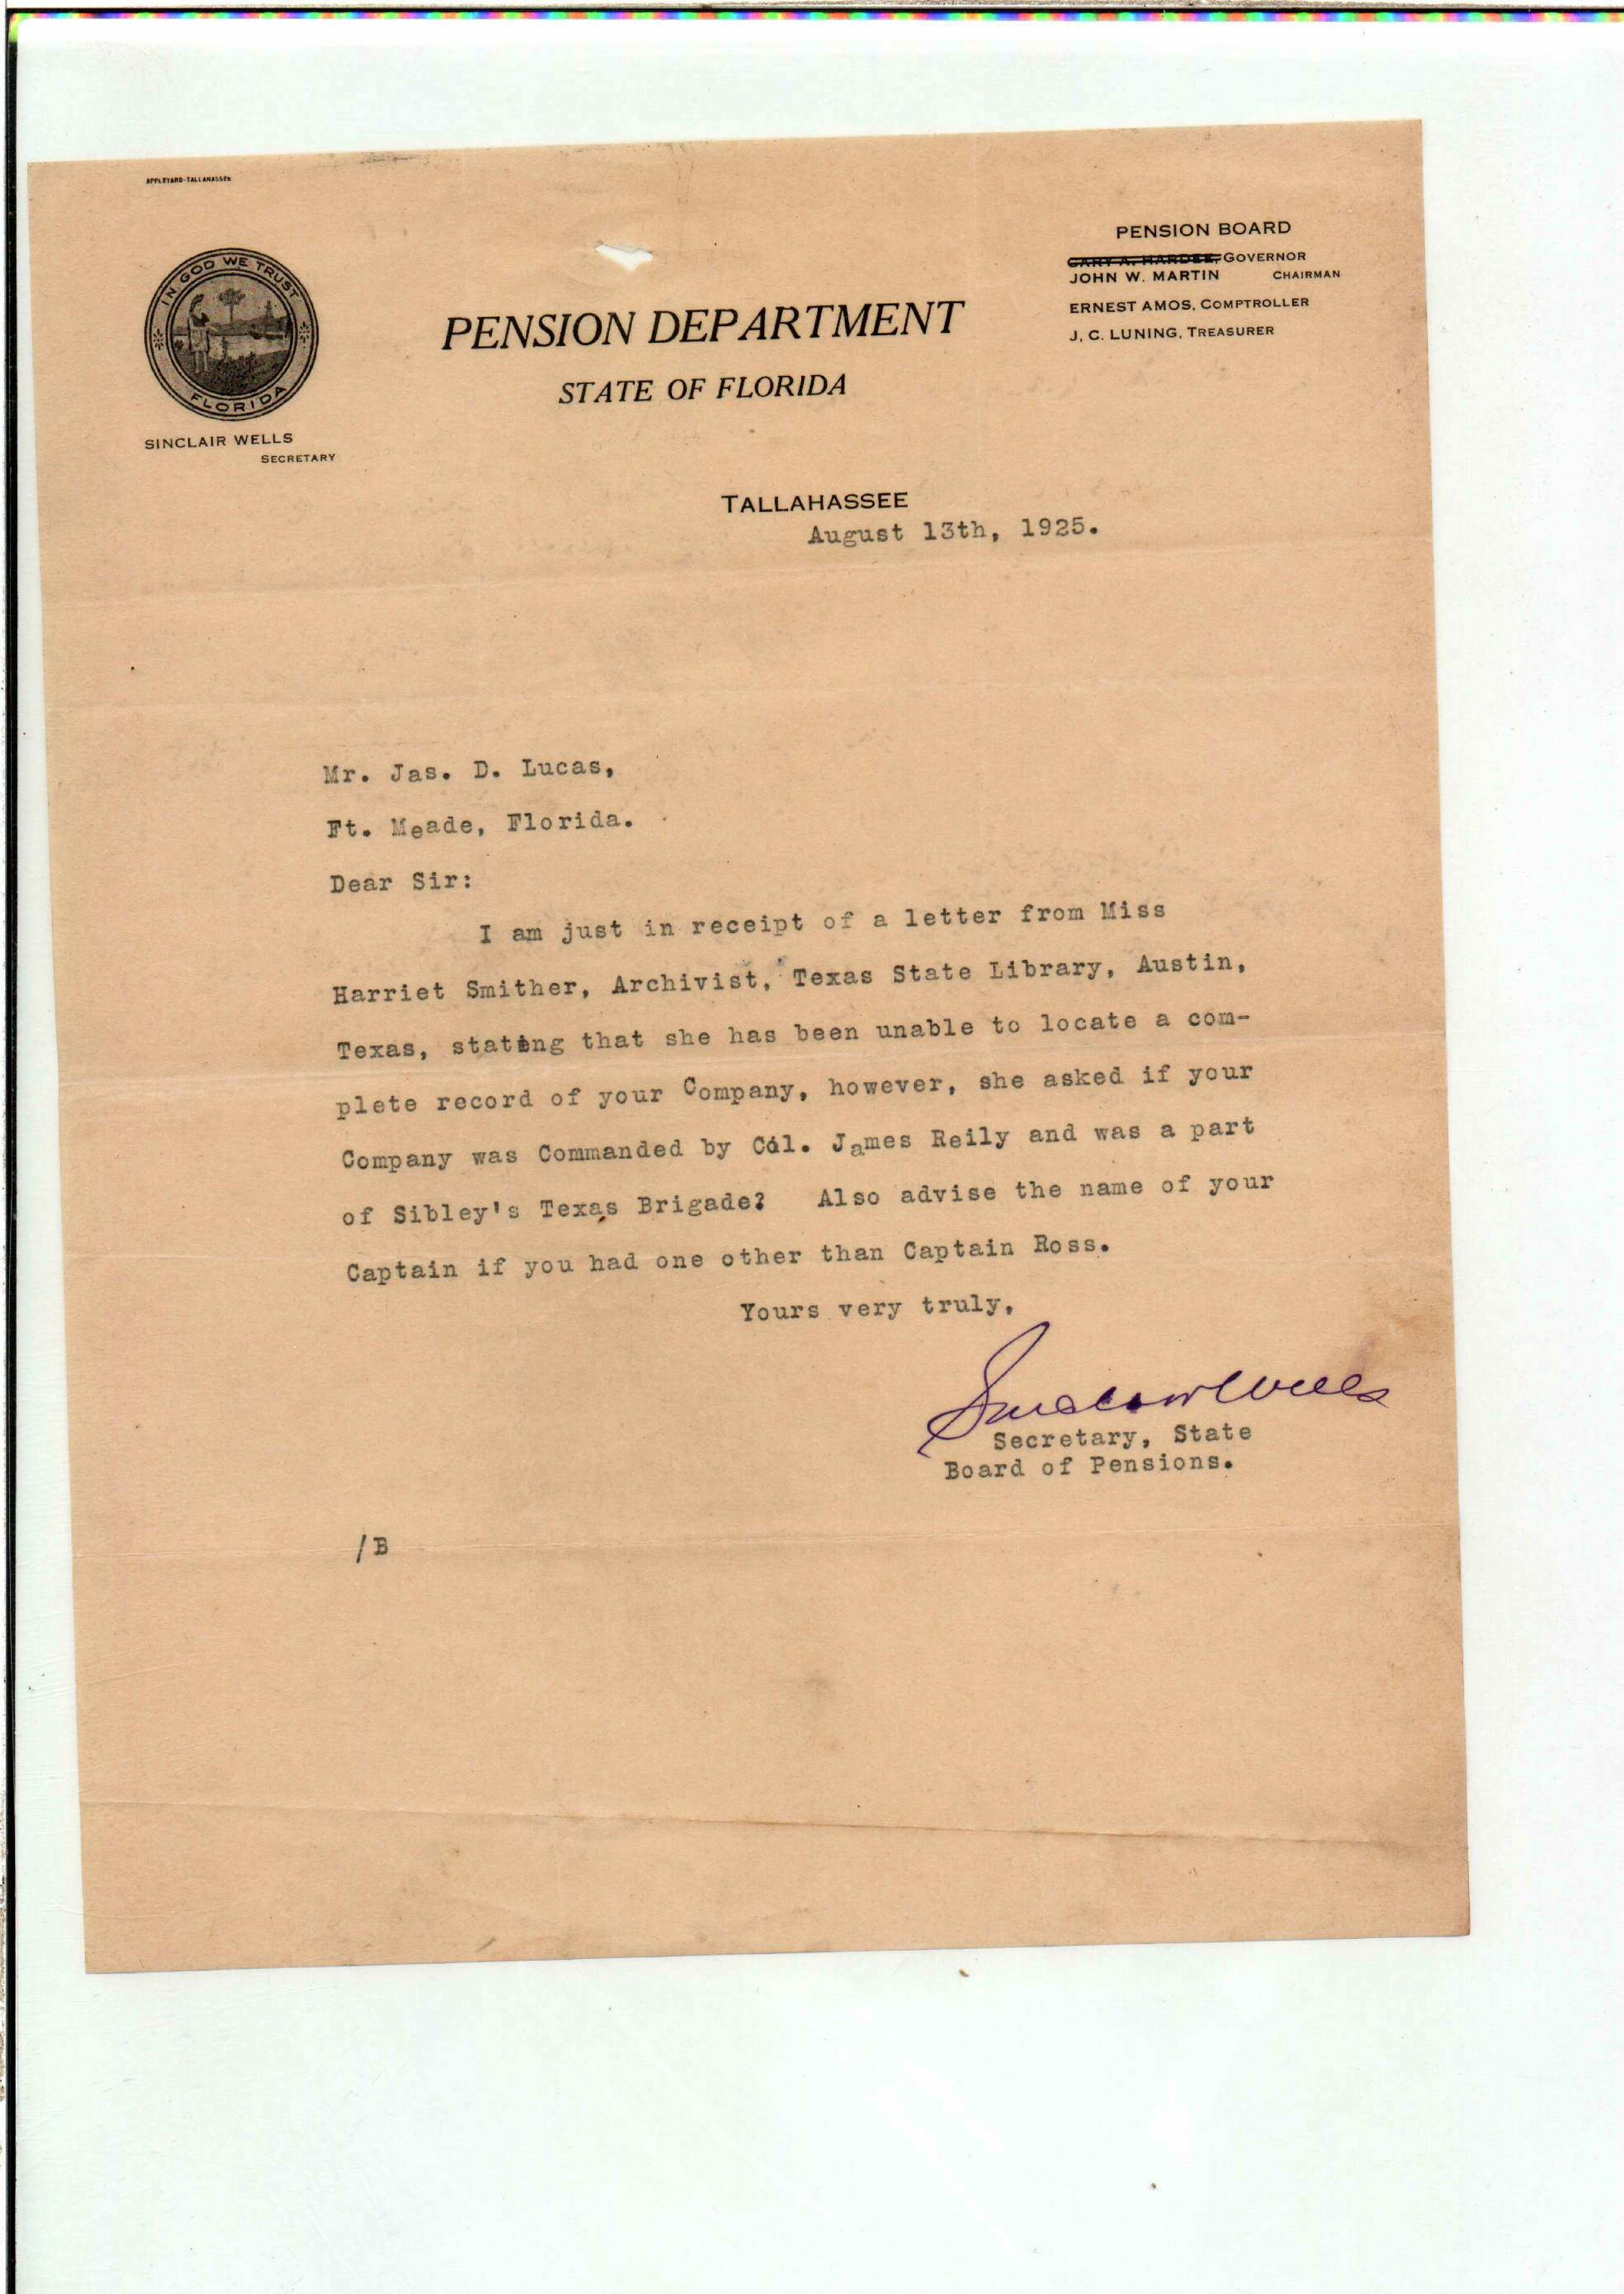 APPLEYARD-TALLAHASSEE
IN GOD WE TRUST
FLORIDA
SINCLAIR WELLS
SECRETARY
PENSION DEPARTMENT
STATE OF FLORIDA
PENSION BOARD
CARY A. HARDEE, GOVERNOR
JOHN W. MARTIN CHAIRMAN
ERNEST AMOS, COMPTROLLER
J. C. LUNING, TREASURER
TALLAHASSEE
August 13th, 1925.
Mr. Jas. D. Lucas,
Ft. Meade, Florida.
Dear Sir:
I am just in receipt of a letter from Miss
Harriet Smither, Archivist, Texas State Library, Austin,
Texas, stating that she has been unable to locate a com-
plete record of your Company, however, she asked if your
Company was Commanded by Col. James Reily and was a part
of Sibley's Texas Brigade? Also advise the name of your
Captain if you had one other than Captain Ross.
Yours very truly,
Sinclair Wells
Secretary, State
Board of Pensions.
/B